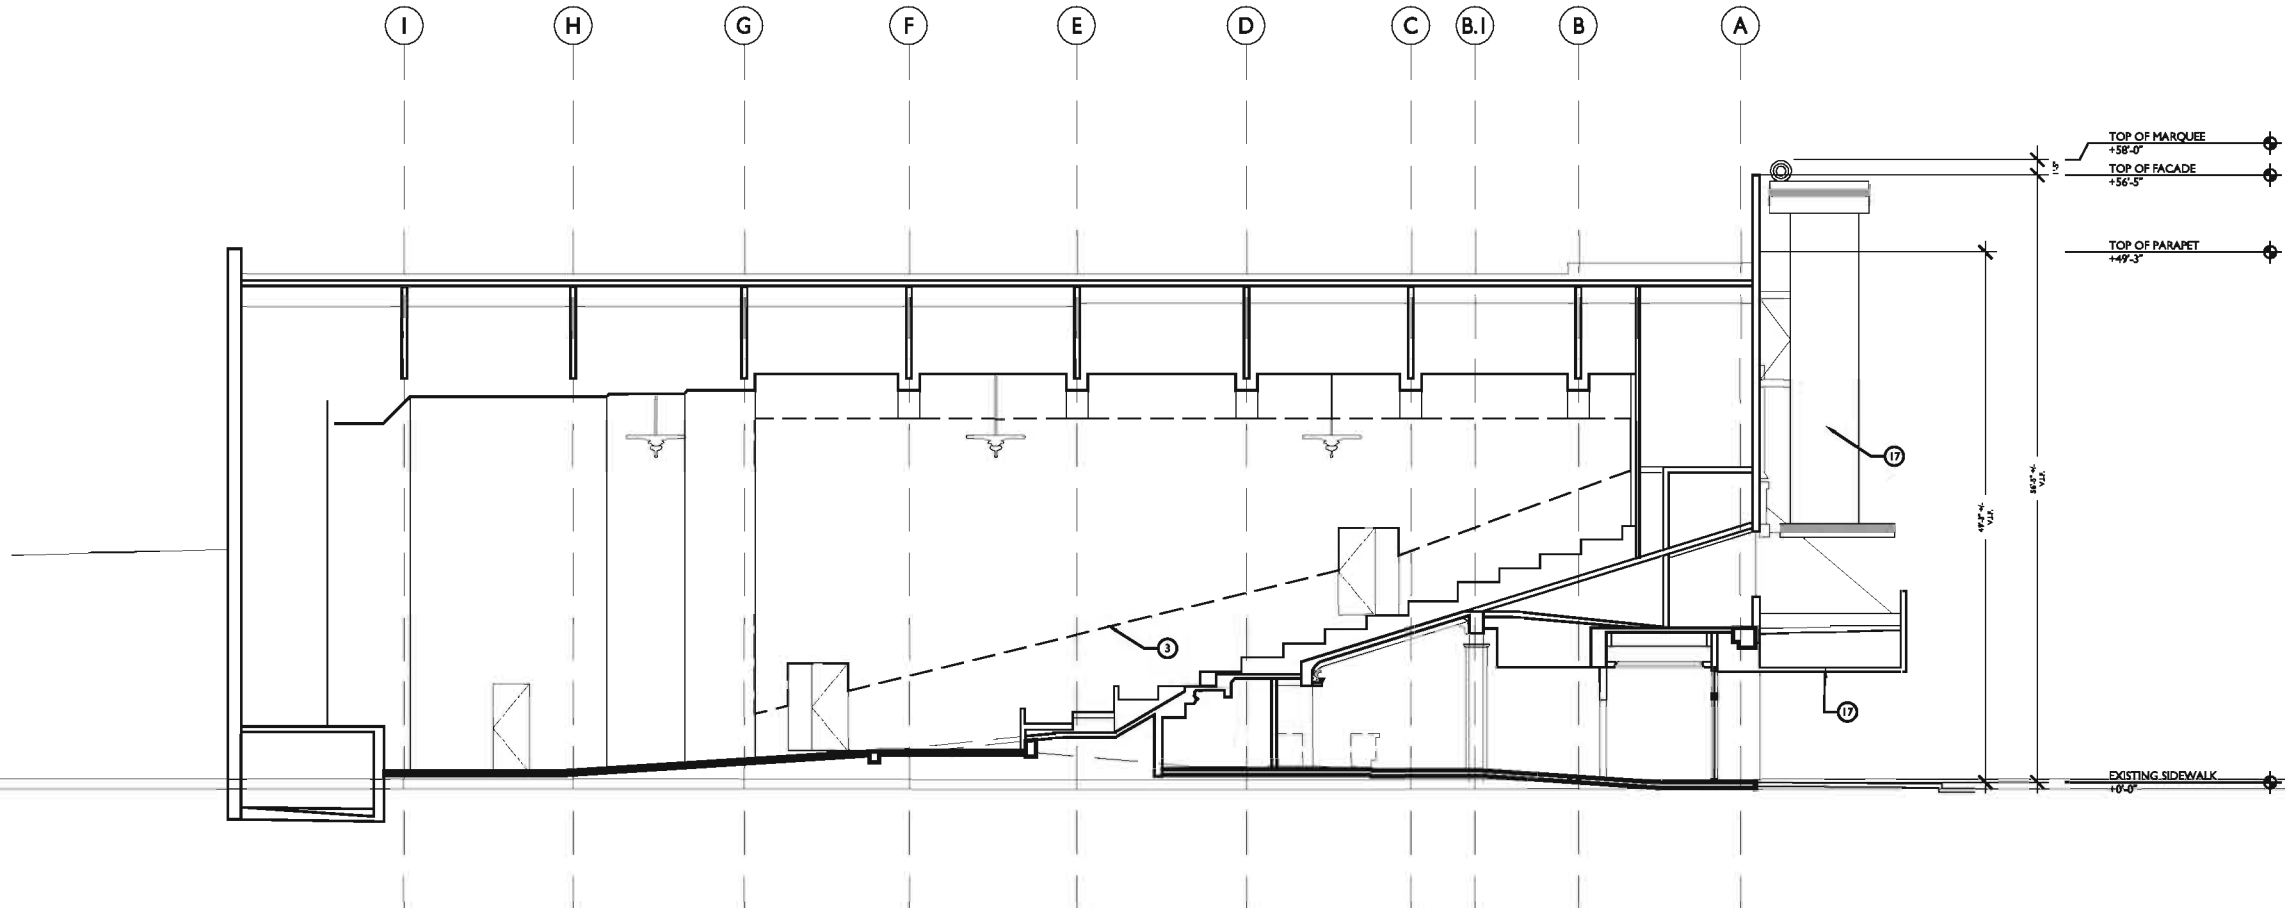 I H G F E D C B.1 B A
TOP OF MARQUEE
+58'-0"
TOP OF FACADE
+56'-5"
TOP OF PARAPET
+49'-3"
17
3
17
EXISTING SIDEWALK
+0'-0"